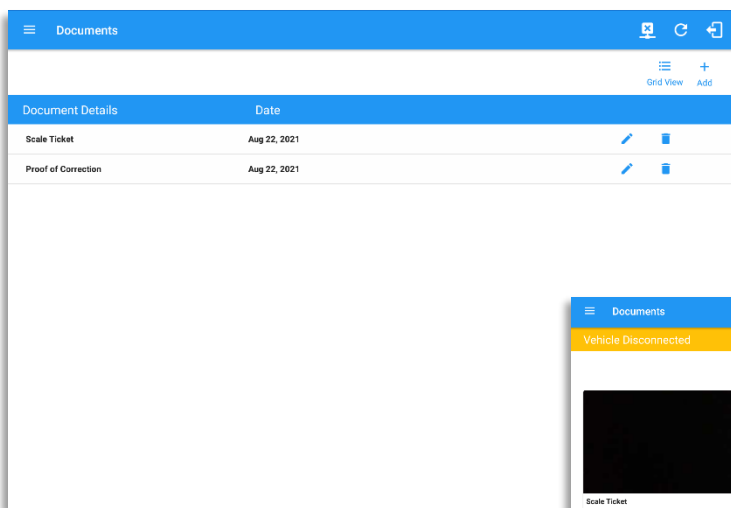 Documents
Grid View Add
Document Details Date
Scale Ticket Aug 22, 2021
Proof of Correction Aug 22, 2021
Documents
Vehicle Disconnected
Scale Ticket